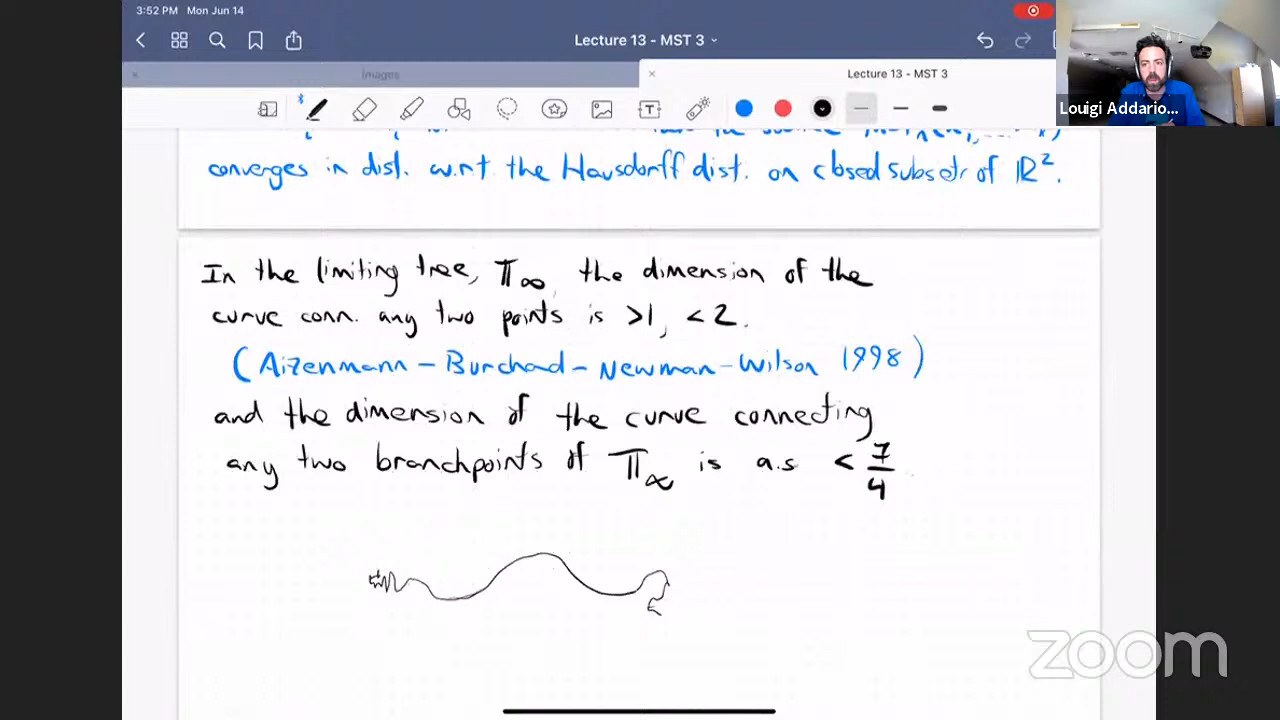 3:52 PM Mon Jun 14
Lecture 13 - MST 3
Images
Lecture 13 - MST 3
Louigi Addario...
converges in dist. w.r.t the Hausdorff dist. on closed subsets of R².
In the limiting tree, T∞, the dimension of the
curve conn. any two points is >1, <2.
(Aizenmann - Burchard - Newman - Wilson 1998)
and the dimension of the curve connecting
any two branchpoints of T∞ is a.s < 7/4
zoom